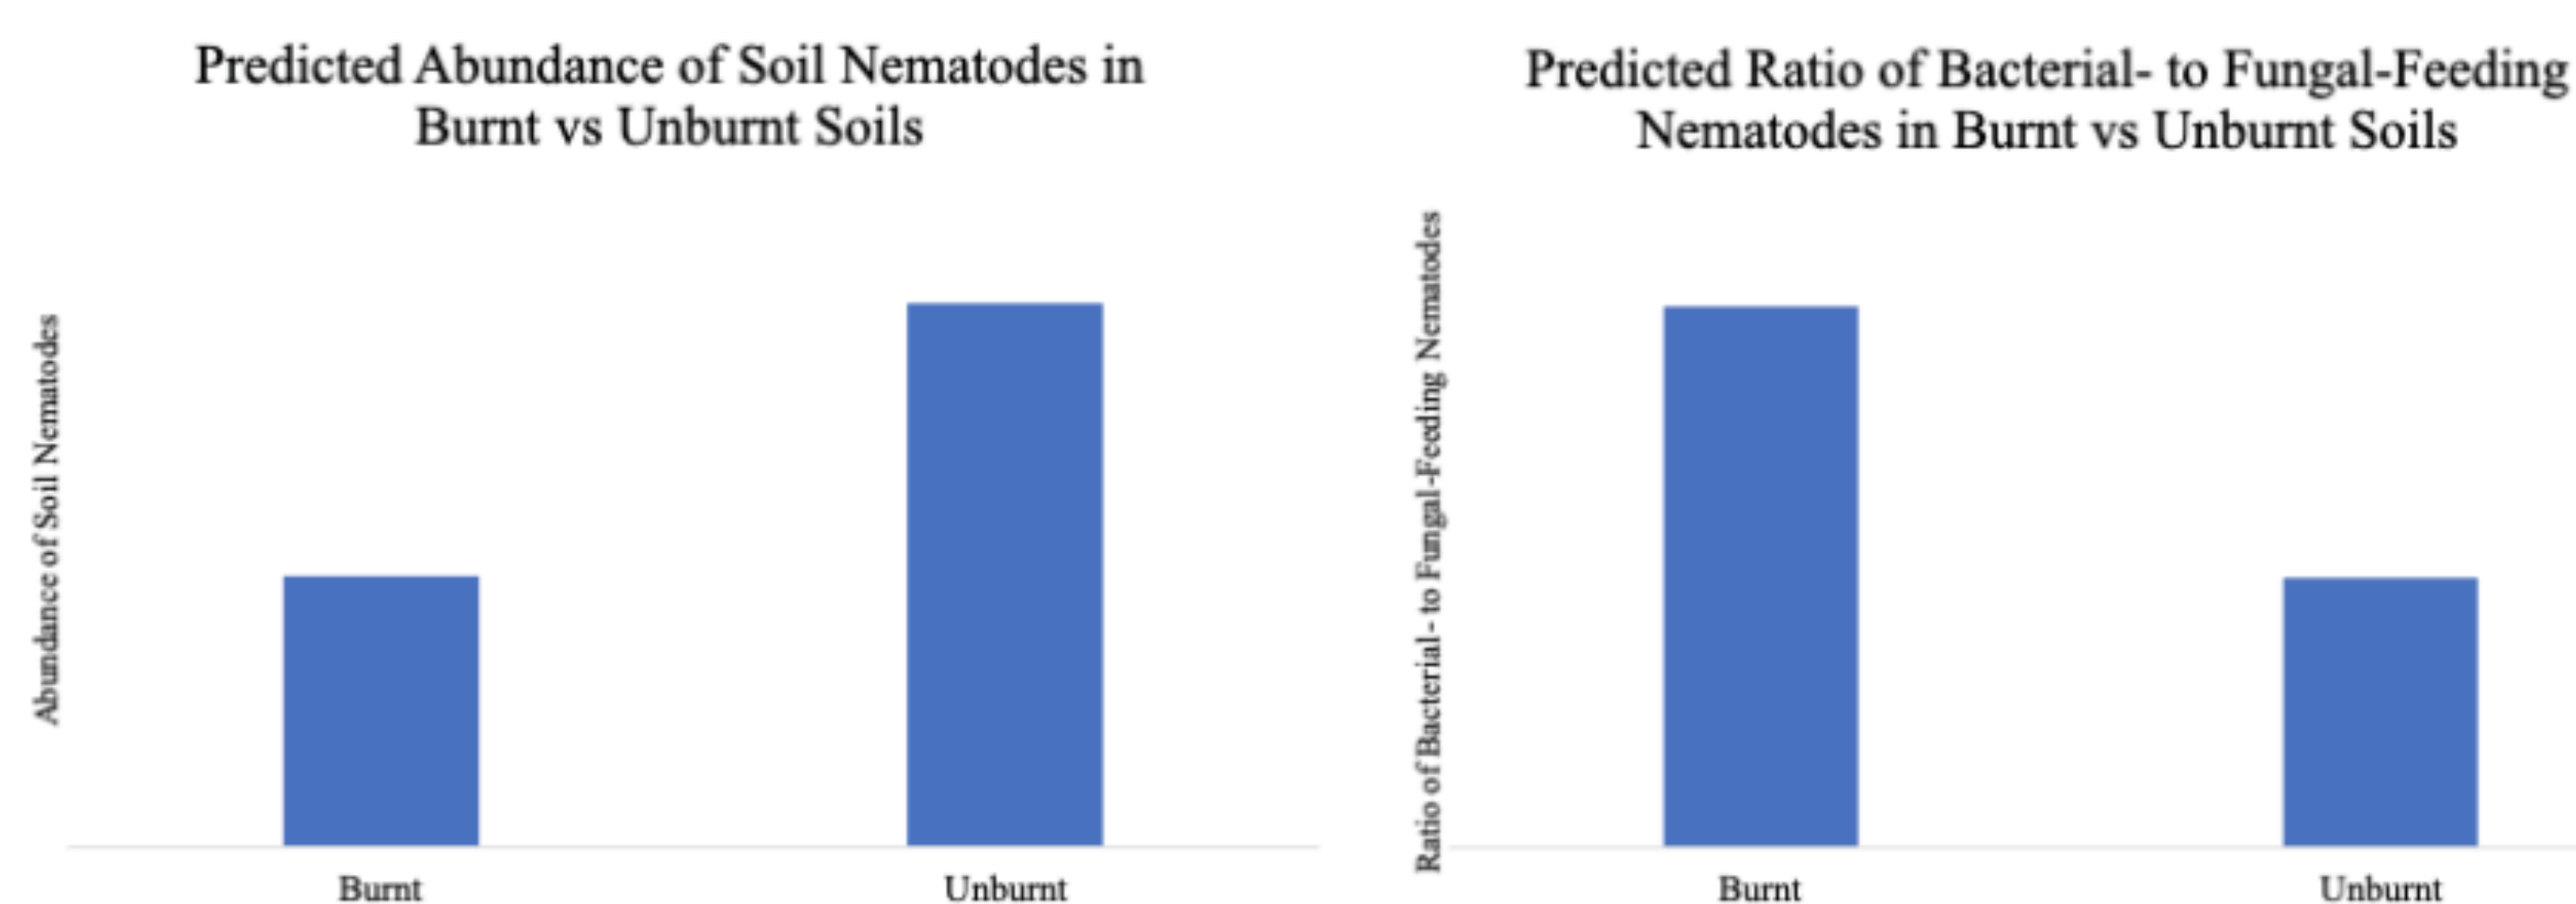 Predicted Abundance of Soil Nematodes in
Burnt vs Unburnt Soils
Abundance of Soil Nematodes
Burnt
Unburnt
Predicted Ratio of Bacterial- to Fungal-Feeding
Nematodes in Burnt vs Unburnt Soils
Ratio of Bacterial- to Fungal-Feeding Nematodes
Burnt
Unburnt